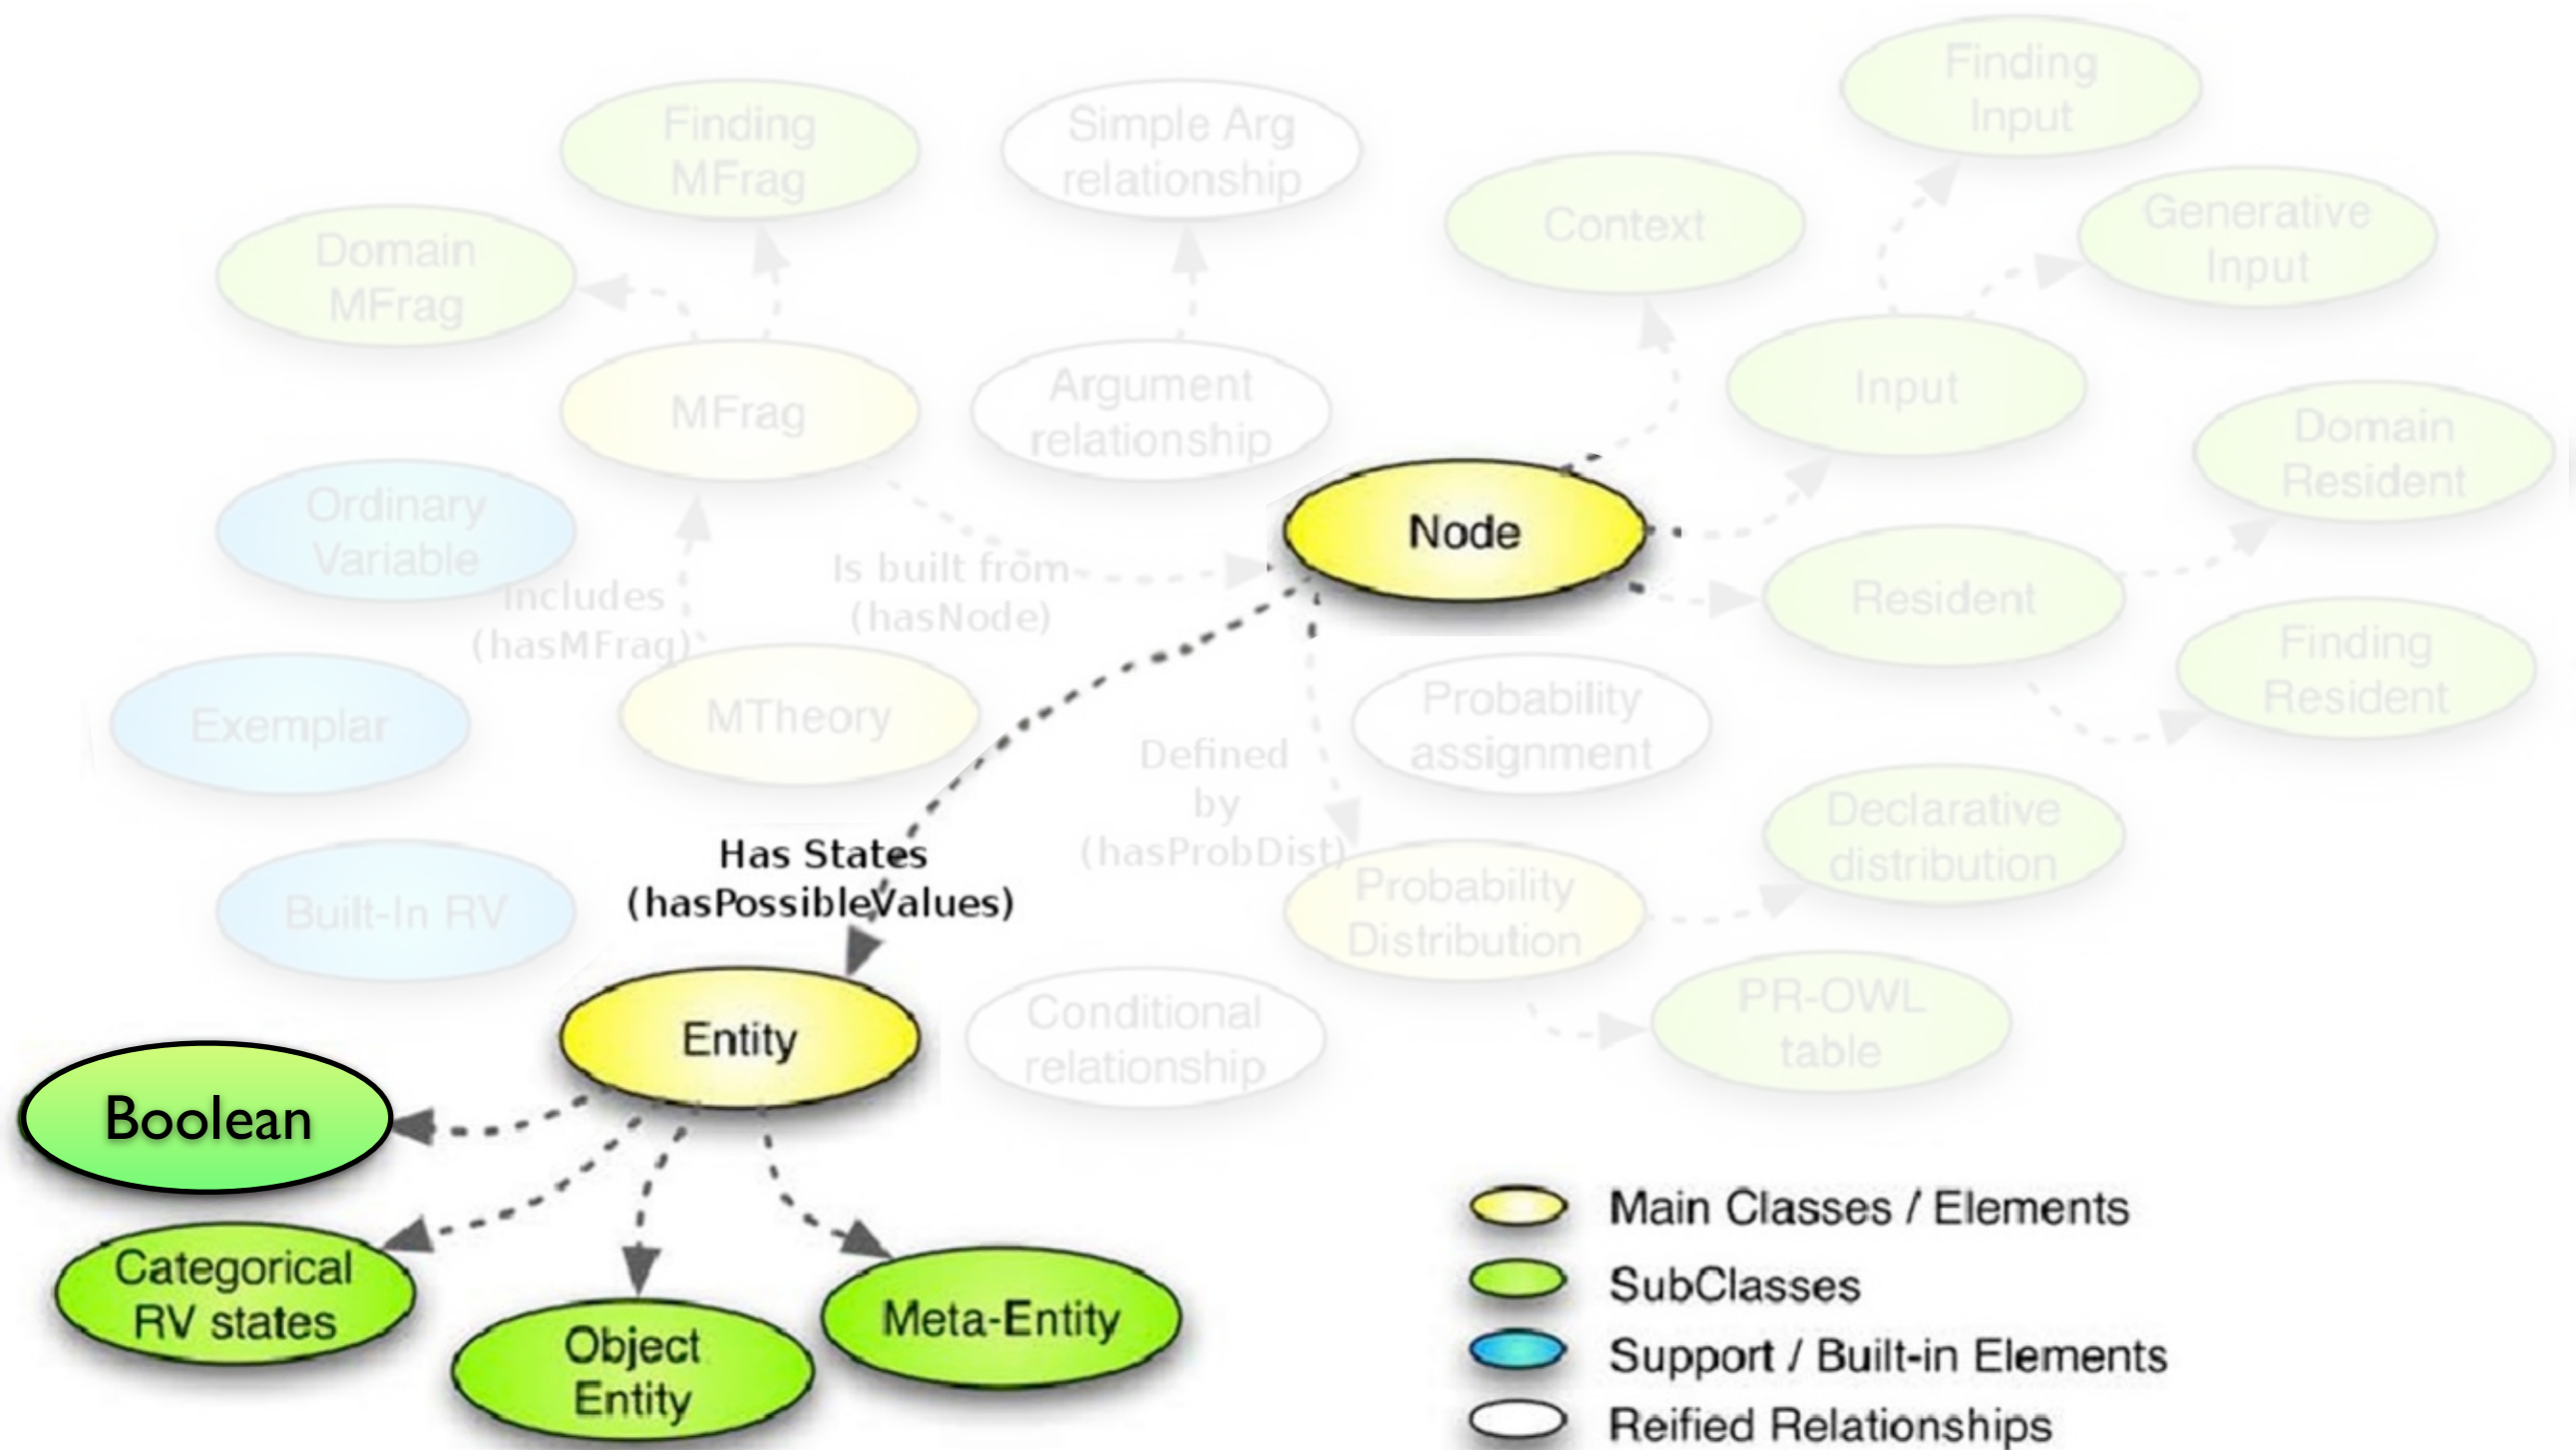 Finding
Input
Finding
MFrag
Simple Arg
relationship
Context
Generative
Input
Domain
MFrag
MFrag
Argument
relationship
Input
Domain
Resident
Ordinary
Variable
Node
Includes
(hasMFrag)
Is built from
(hasNode)
Resident
Finding
Resident
Exemplar
MTheory
Probability
assignment
Defined
by
(hasProbDist)
Declarative
distribution
Has States
(hasPossibleValues)
Built-In RV
Probability
Distribution
PR-OWL
table
Entity
Conditional
relationship
Boolean
Categorical
RV states
Object
Entity
Meta-Entity
Main Classes / Elements
SubClasses
Support / Built-in Elements
Reified Relationships